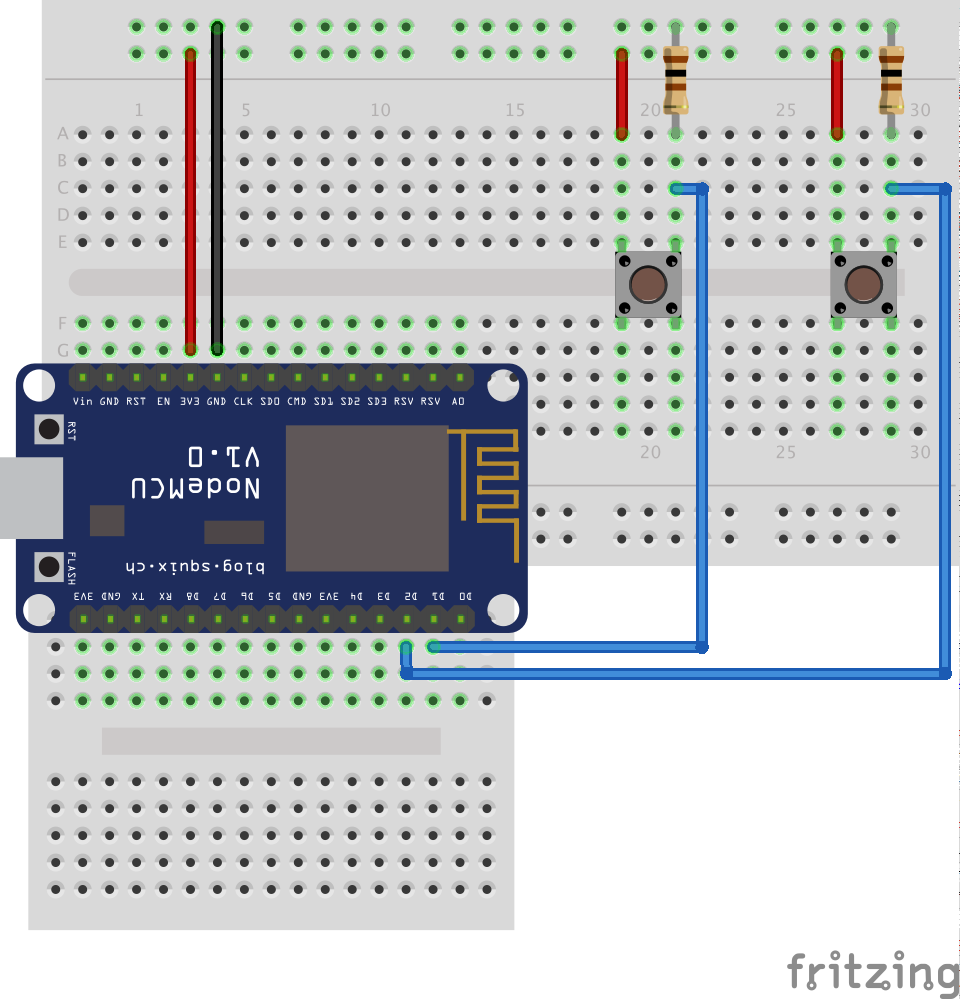 1 5 10 15 20 25 30
A
B
C
D
E
F
G
Vin GND RST EN 3V3 GND CLK SD0 CMD SD1 SD2 SD3 RSV RSV A0
RST
V1.0
NodeMCU
FLASH
blog.squix.ch
3V3 GND TX RX D8 D7 D6 D5 GND 3V3 D4 D3 D2 D1 D0
20 25 30
fritzing